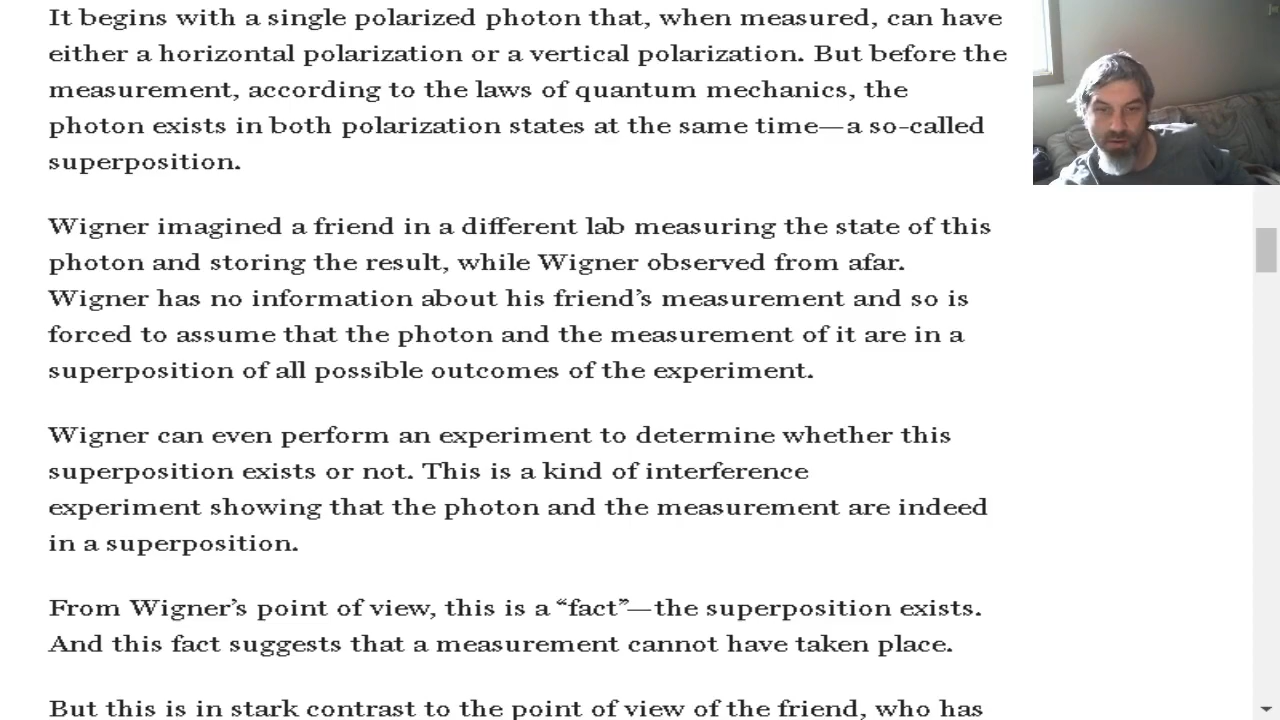 It begins with a single polarized photon that, when measured, can have
either a horizontal polarization or a vertical polarization. But before the
measurement, according to the laws of quantum mechanics, the
photon exists in both polarization states at the same time—a so-called
superposition.
Wigner imagined a friend in a different lab measuring the state of this
photon and storing the result, while Wigner observed from afar.
Wigner has no information about his friend’s measurement and so is
forced to assume that the photon and the measurement of it are in a
superposition of all possible outcomes of the experiment.
Wigner can even perform an experiment to determine whether this
superposition exists or not. This is a kind of interference
experiment showing that the photon and the measurement are indeed
in a superposition.
From Wigner’s point of view, this is a “fact”—the superposition exists.
And this fact suggests that a measurement cannot have taken place.
But this is in stark contrast to the point of view of the friend, who has